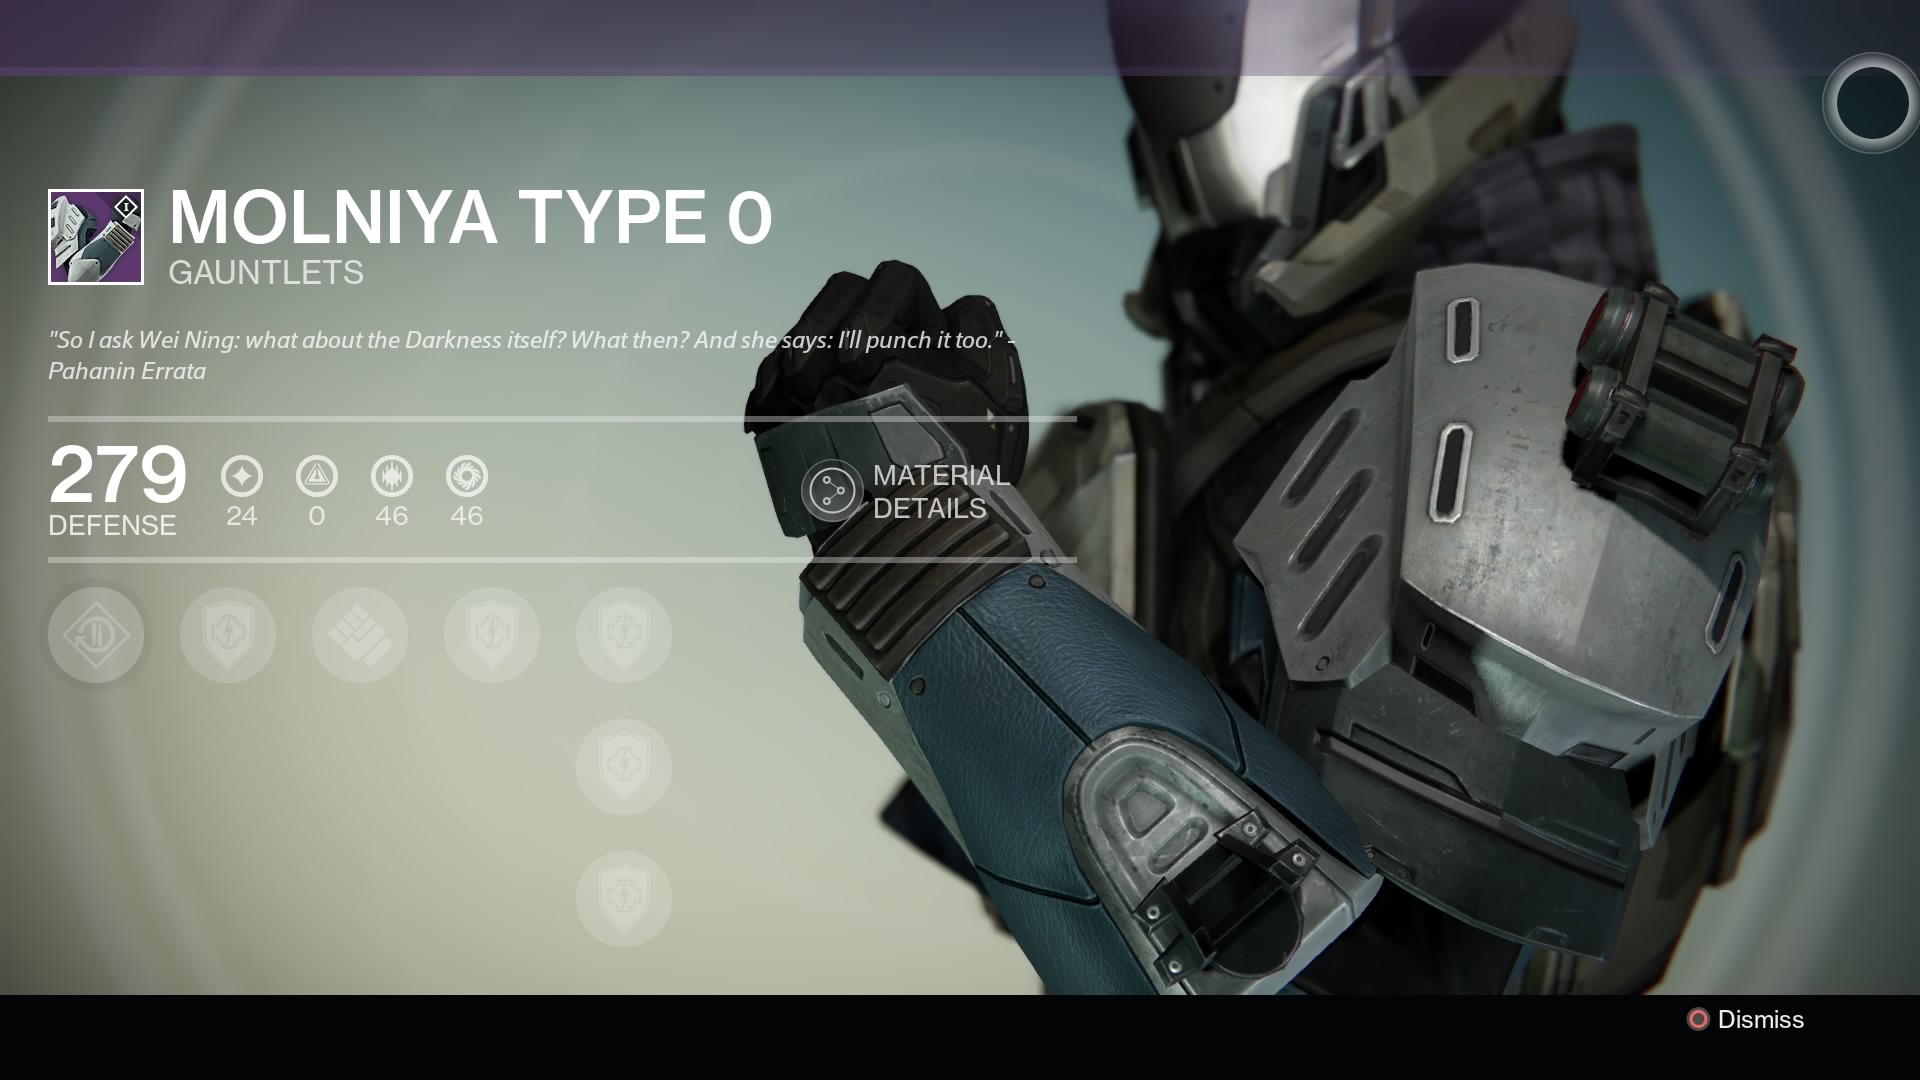 MOLNIYA TYPE 0
GAUNTLETS
"So I ask Wei Ning: what about the Darkness itself? What then? And she says: I'll punch it too." -
Pahanin Errata
279
DEFENSE
24
0
46
46
MATERIAL
DETAILS
Dismiss